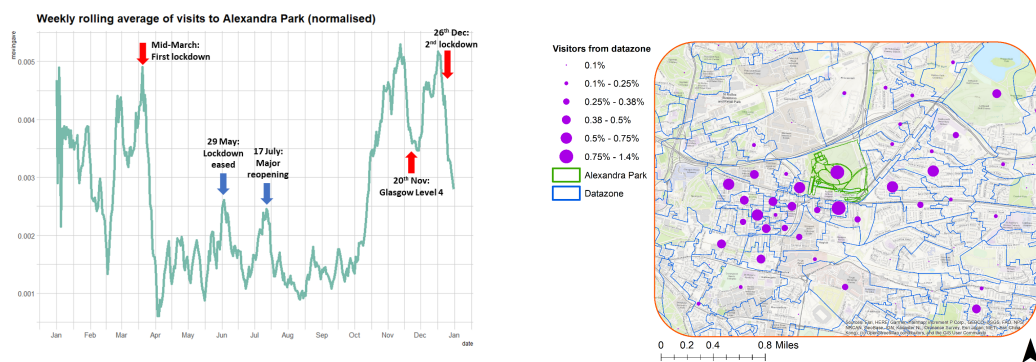 Weekly rolling average of visits to Alexandra Park (normalised)
movingave
0.005
0.004
0.003
0.002
0.001
Mid-March:
First lockdown
29 May:
Lockdown
eased
17 July:
Major
reopening
20th Nov:
Glasgow Level 4
26th Dec:
2nd lockdown
Jan Feb Mar Apr May Jun Jul Aug Sep Oct Nov Dec Jan
date
Visitors from datazone
0.1%
0.1% - 0.25%
0.25% - 0.38%
0.38 - 0.5%
0.5% - 0.75%
0.75% - 1.4%
Alexandra Park
Datazone
0 0.4 0.8 Miles